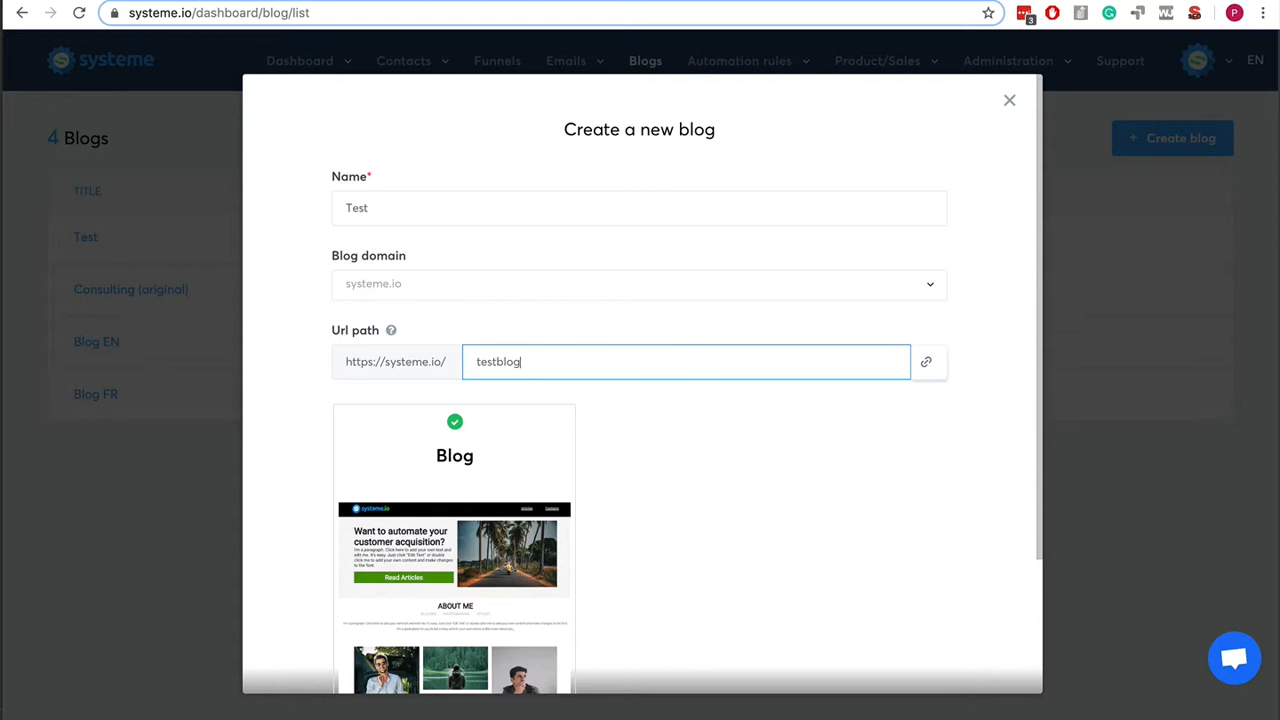 systeme.io/dashboard/blog/list
3
P
systeme
Dashboard
Contacts
Funnels
Emails
Blogs
Automation rules
Product/Sales
Administration
Support
EN
4 Blogs
+ Create blog
TITLE
Test
Consulting (original)
Blog EN
Blog FR
Create a new blog
Name*
Test
Blog domain
systeme.io
Url path ?
https://systeme.io/
testblog
Blog
systeme.io
Want to automate your
customer acquisition?
I'm a paragraph. Click here to add your own text and
edit me. It's easy. Just click "Edit Text" or double
click me to add your own content and make changes
to the font
Read Articles
ABOUT ME